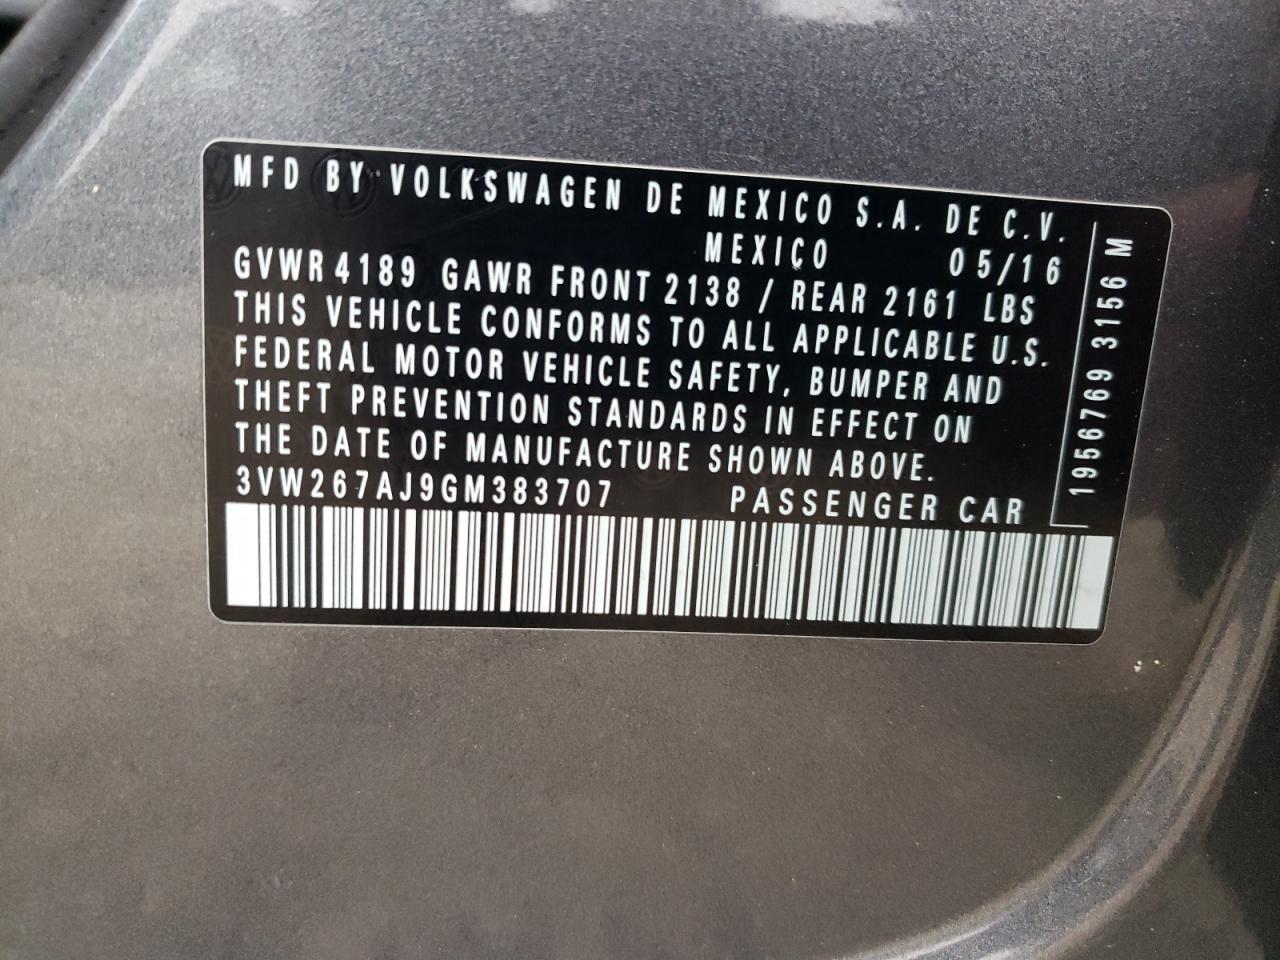 MFD BY VOLKSWAGEN DE MEXICO S.A. DE C.V.
MEXICO 05/16
GVWR 4189 GAWR FRONT 2138 / REAR 2161 LBS
THIS VEHICLE CONFORMS TO ALL APPLICABLE U.S.
FEDERAL MOTOR VEHICLE SAFETY, BUMPER AND
THEFT PREVENTION STANDARDS IN EFFECT ON
THE DATE OF MANUFACTURE SHOWN ABOVE.
3VW267AJ9GM383707 PASSENGER CAR
1956769 3156 M